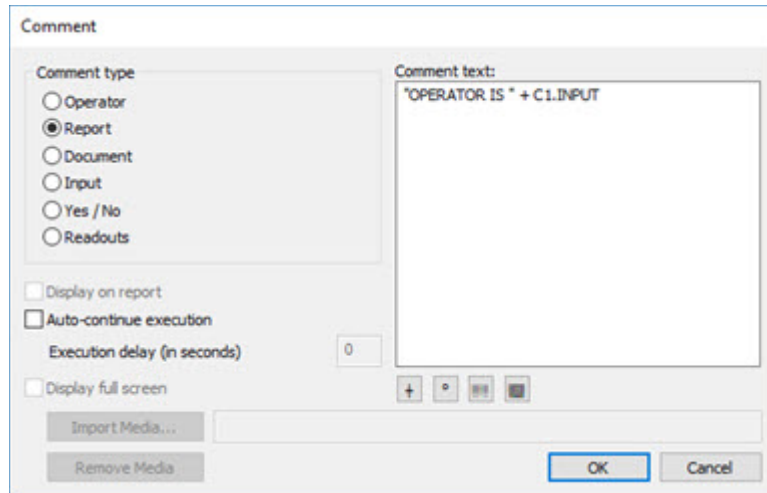 Comment
Comment type
Operator
Report
Document
Input
Yes / No
Readouts
Display on report
Auto-continue execution
Execution delay (in seconds)
0
Display full screen
Import Media...
Remove Media
Comment text:
"OPERATOR IS " + C1.INPUT
OK
Cancel